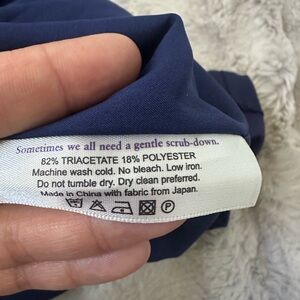 Sometimes we all need a gentle scrub-down.
82% TRIACETATE 18% POLYESTER
Machine wash cold. No bleach. Low iron.
Do not tumble dry. Dry clean preferred.
Made in China with fabric from Japan.
P